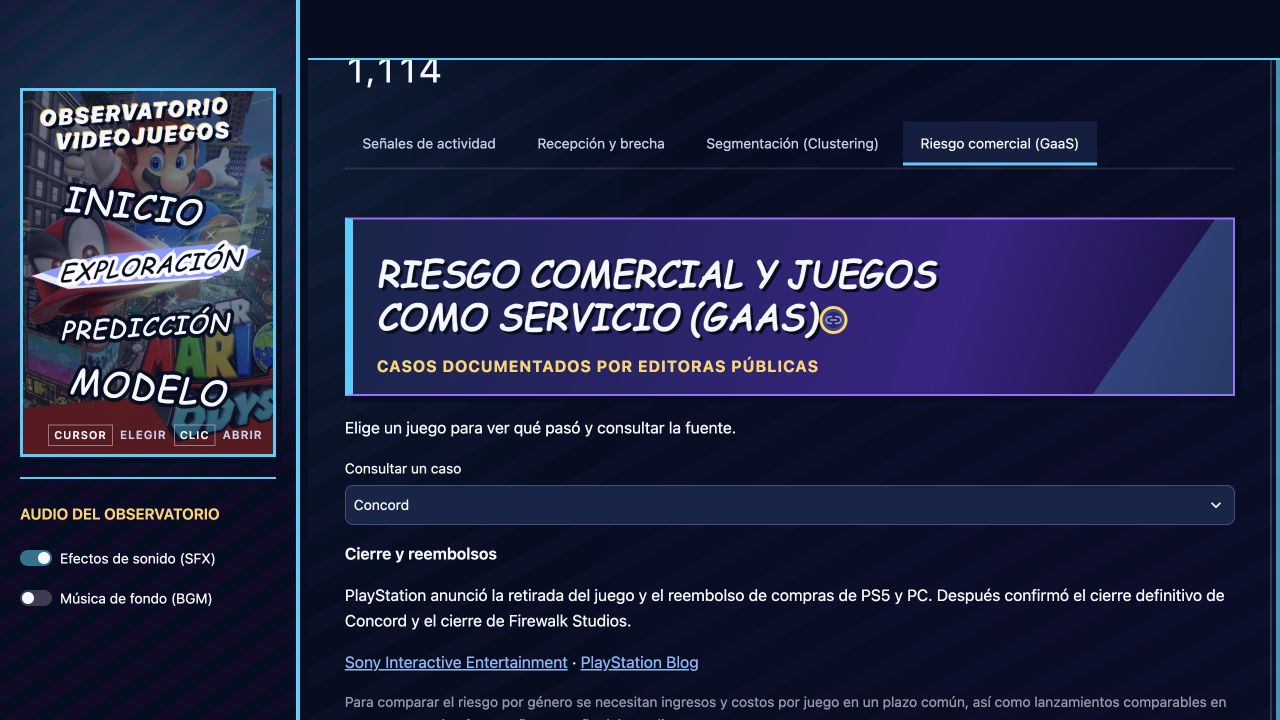 1,114
OBSERVATORIO
VIDEOJUEGOS
INICIO
EXPLORACIÓN
PREDICCIÓN
MODELO
CURSOR ELEGIR CLIC ABRIR
AUDIO DEL OBSERVATORIO
Efectos de sonido (SFX)
Música de fondo (BGM)
Señales de actividad
Recepción y brecha
Segmentación (Clustering)
Riesgo comercial (GaaS)
RIESGO COMERCIAL Y JUEGOS
COMO SERVICIO (GAAS)
CASOS DOCUMENTADOS POR EDITORAS PÚBLICAS
Elige un juego para ver qué pasó y consultar la fuente.
Consultar un caso
Concord
Cierre y reembolsos
PlayStation anunció la retirada del juego y el reembolso de compras de PS5 y PC. Después confirmó el cierre definitivo de
Concord y el cierre de Firewalk Studios.
Sony Interactive Entertainment · PlayStation Blog
Para comparar el riesgo por género se necesitan ingresos y costos por juego en un plazo común, así como lanzamientos comparables en